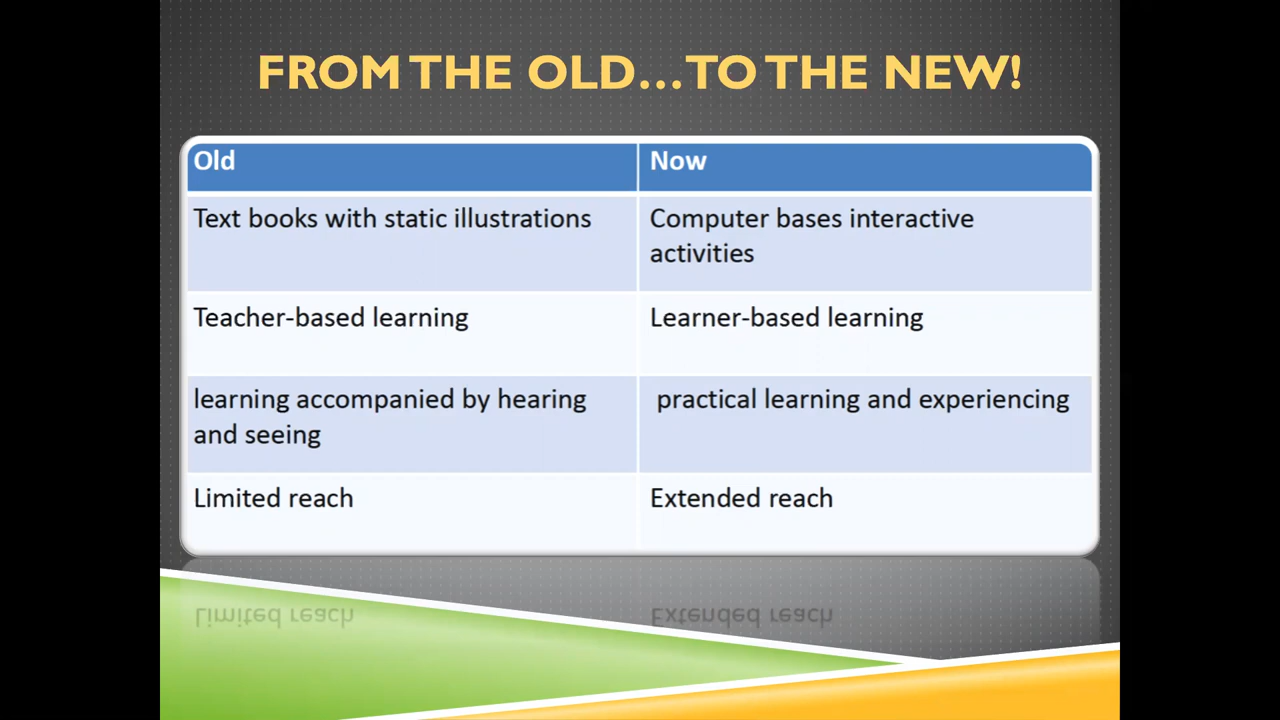 FROM THE OLD...TO THE NEW!
Old
Now
Text books with static illustrations
Computer bases interactive
activities
Teacher-based learning
Learner-based learning
learning accompanied by hearing
and seeing
practical learning and experiencing
Limited reach
Extended reach